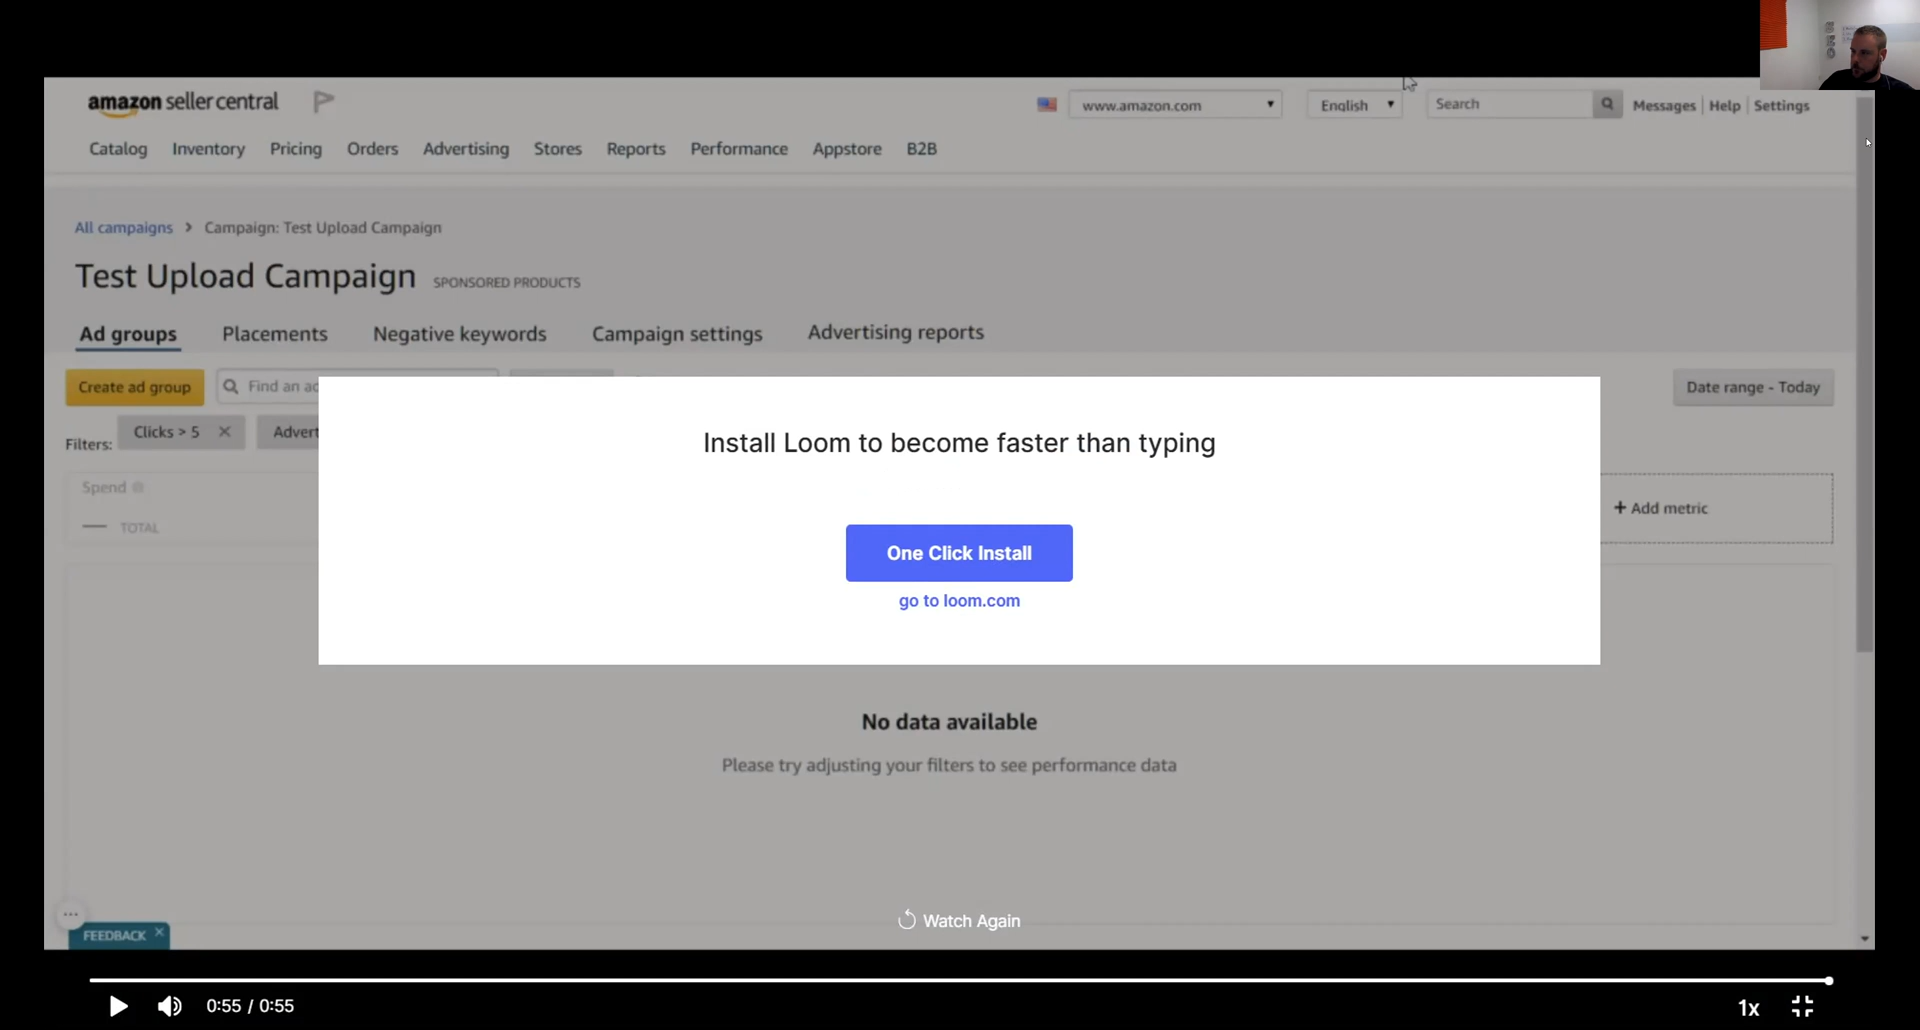 amazon seller central
www.amazon.com
English
Search
Messages | Help | Settings
Catalog Inventory Pricing Orders Advertising Stores Reports Performance Appstore B2B
All campaigns > Campaign: Test Upload Campaign
Test Upload Campaign SPONSORED PRODUCTS
Ad groups Placements Negative keywords Campaign settings Advertising reports
Create ad group
Find an ad
Date range - Today
Filters: Clicks > 5 Advert
Install Loom to become faster than typing
Spend
TOTAL
+ Add metric
One Click Install
go to loom.com
No data available
Please try adjusting your filters to see performance data
Watch Again
FEEDBACK
0:55 / 0:55
1x